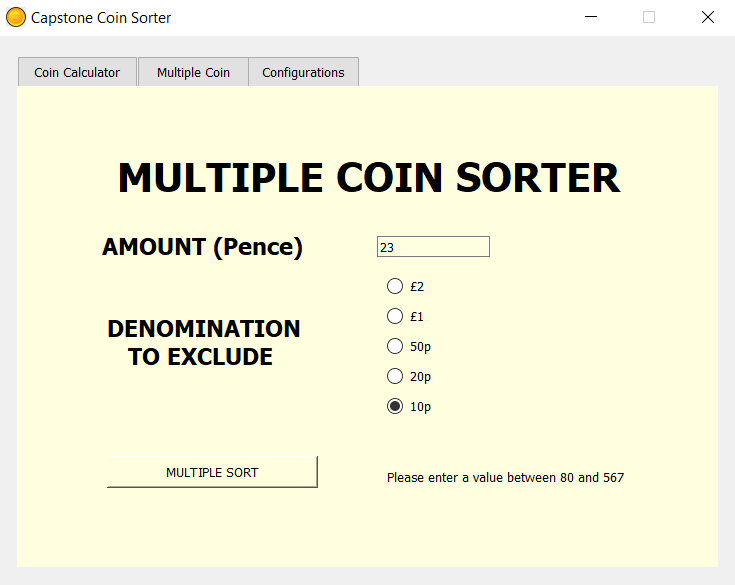 Capstone Coin Sorter
Coin Calculator
Multiple Coin
Configurations
MULTIPLE COIN SORTER
AMOUNT (Pence)
23
£2
£1
DENOMINATION
TO EXCLUDE
50p
20p
10p
MULTIPLE SORT
Please enter a value between 80 and 567